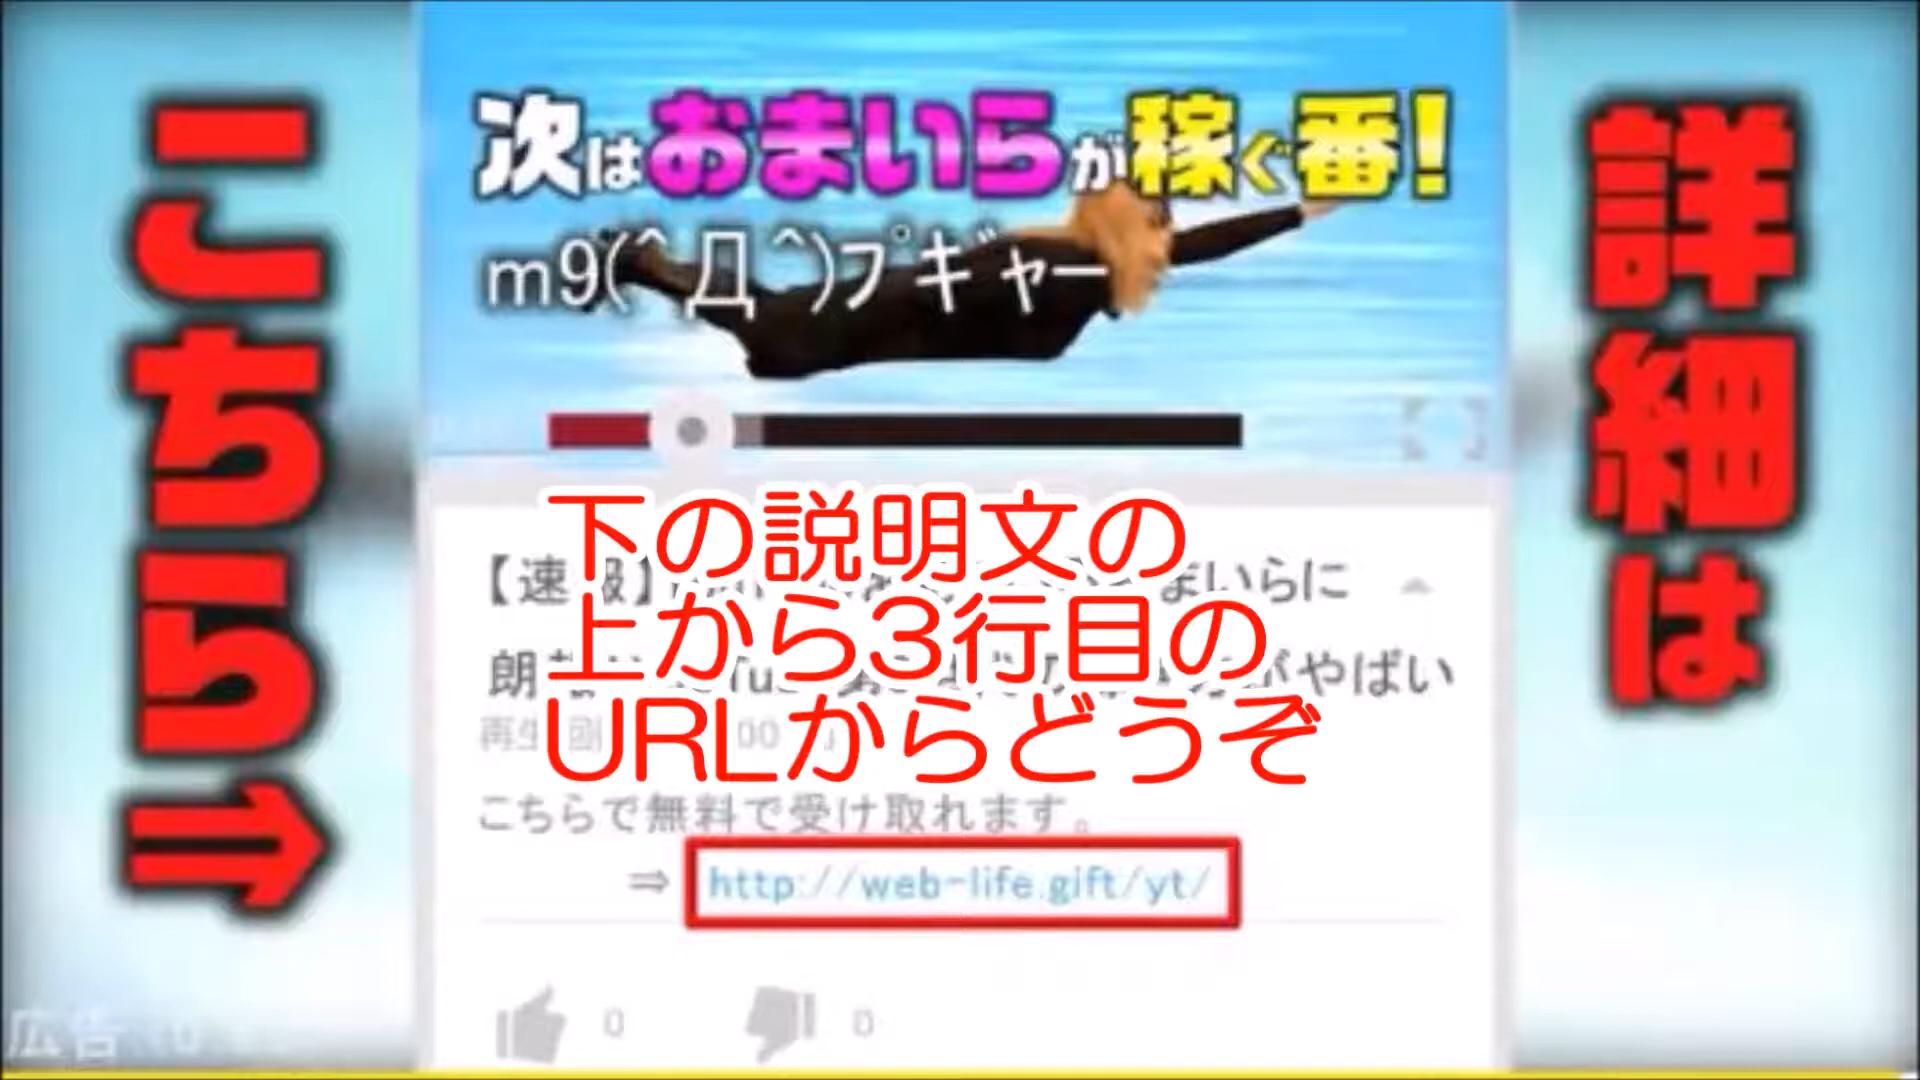 詳細は
こちら⇒
次はおまいらが稼ぐ番!
m9(^Д^)プギャー
下の説明文の
上から3行目の
URLからどうぞ
【速報】
まいらに
がやばい
こちらで無料で受け取れます。
⇒ http://web-life.gift/yt/
0 0
広告